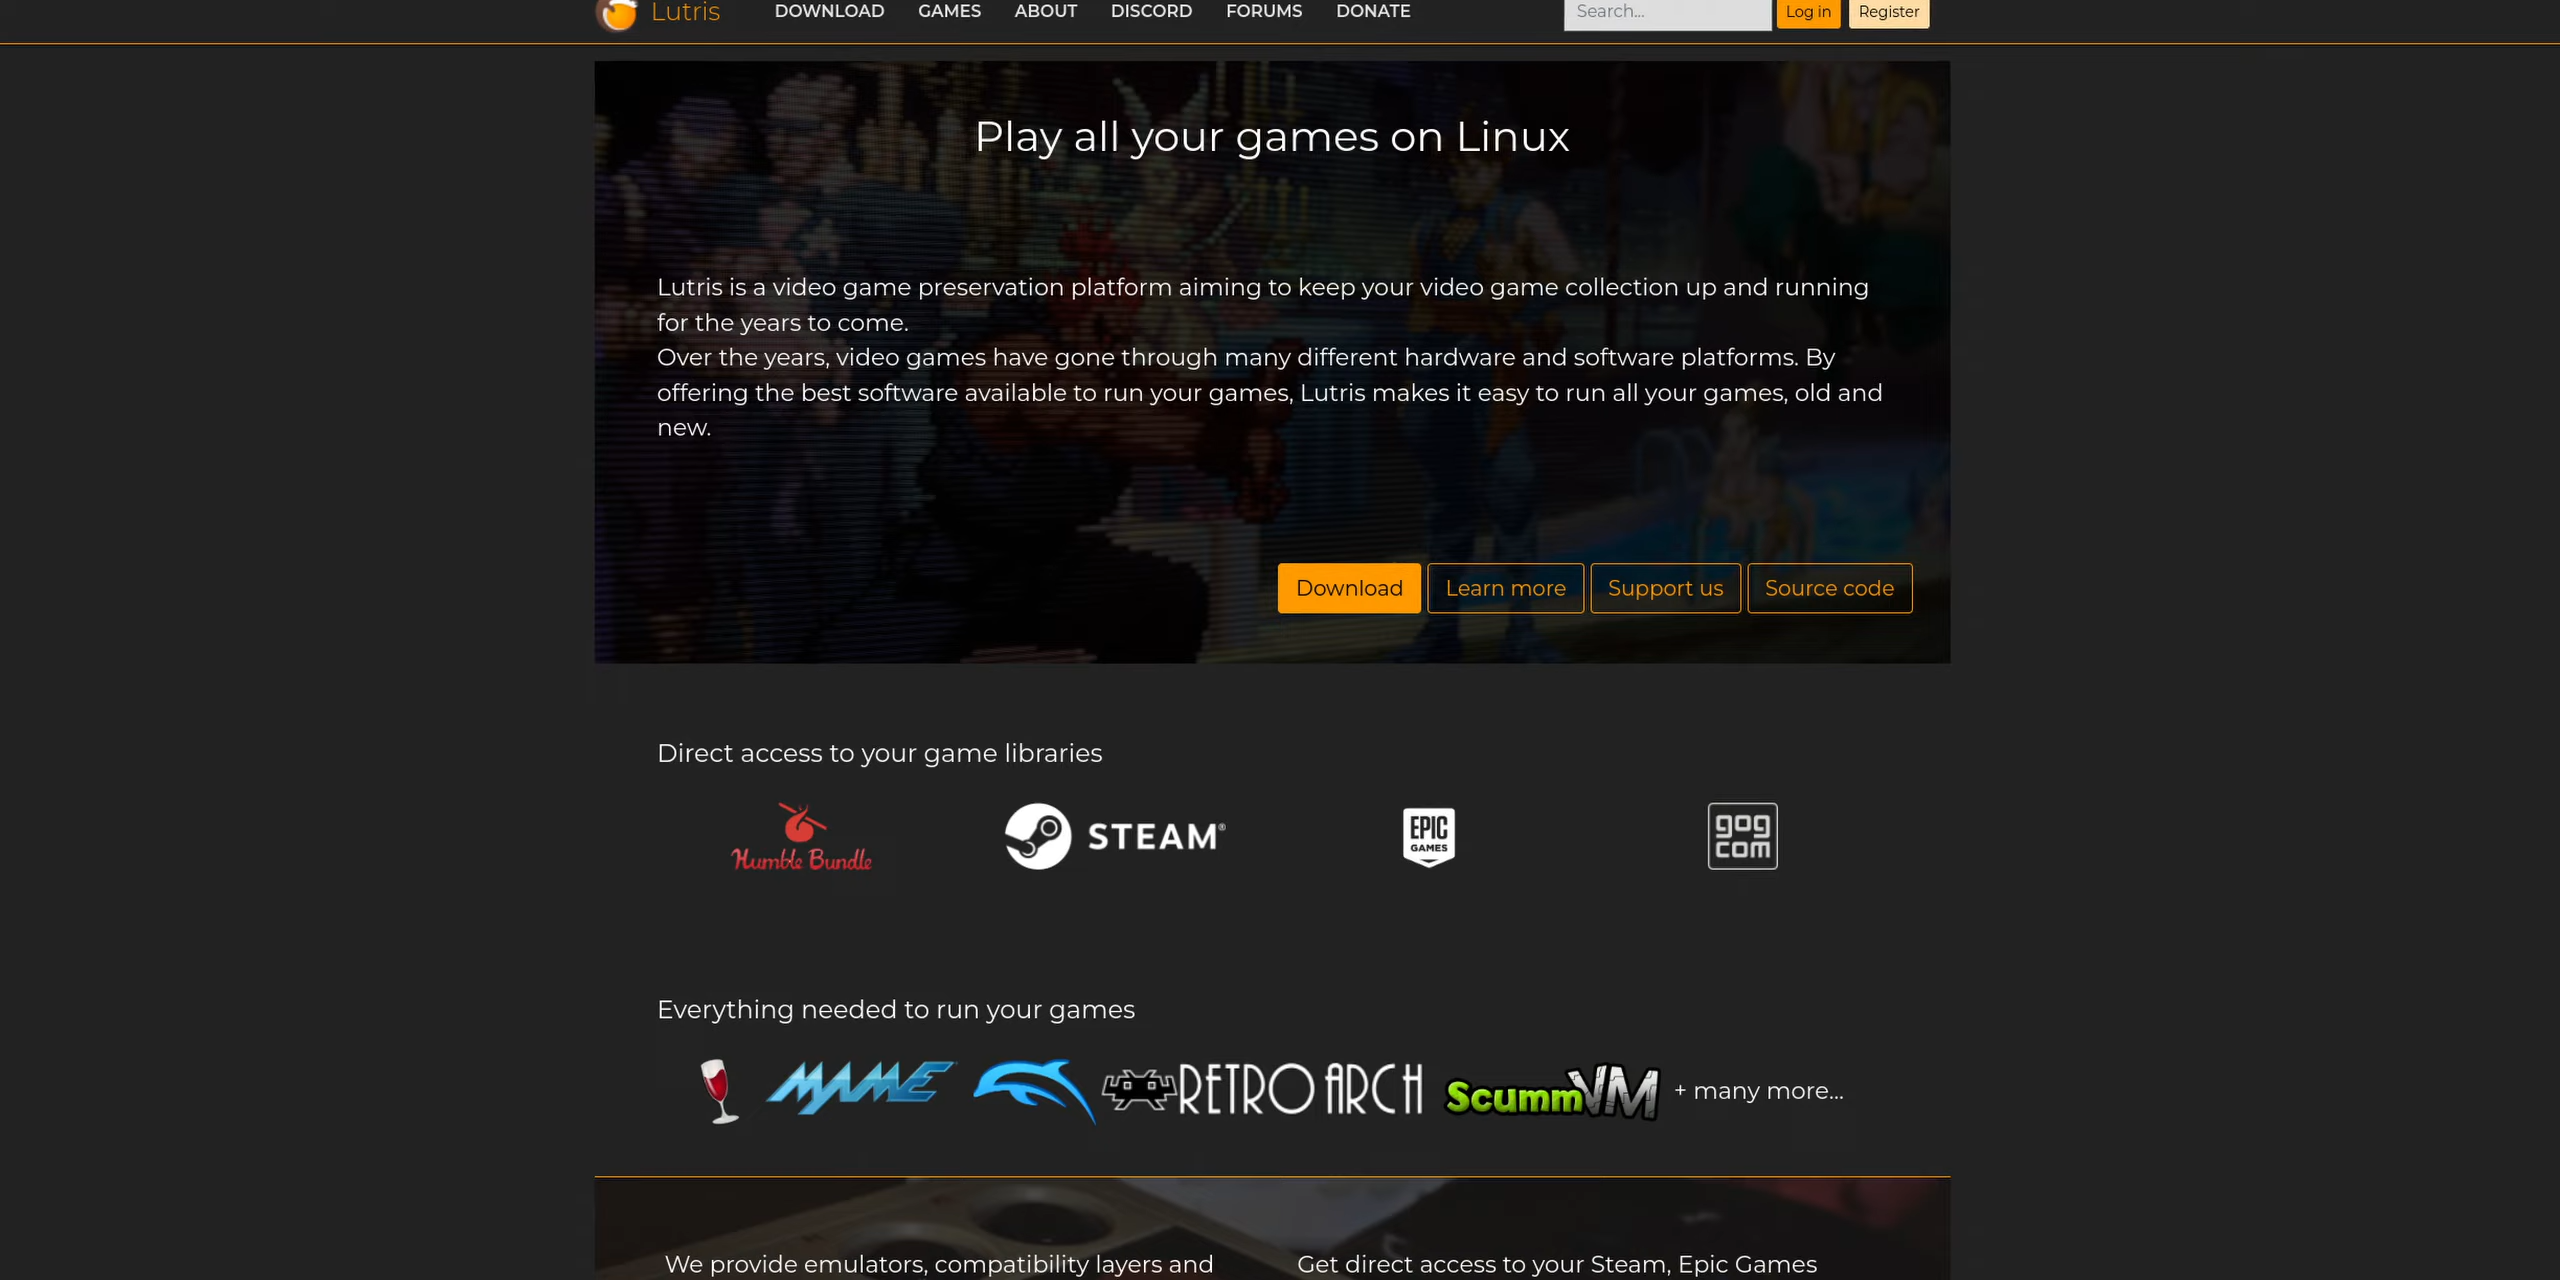 Lutris DOWNLOAD GAMES ABOUT DISCORD FORUMS DONATE Search... Log in Register
Play all your games on Linux
Lutris is a video game preservation platform aiming to keep your video game collection up and running
for the years to come.
Over the years, video games have gone through many different hardware and software platforms. By
offering the best software available to run your games, Lutris makes it easy to run all your games, old and
new.
Download Learn more Support us Source code
Direct access to your game libraries
Humble Bundle STEAM® EPIC GAMES gog com
Everything needed to run your games
MAME RETRO ARCH ScummVM + many more...
We provide emulators, compatibility layers and
Get direct access to your Steam, Epic Games